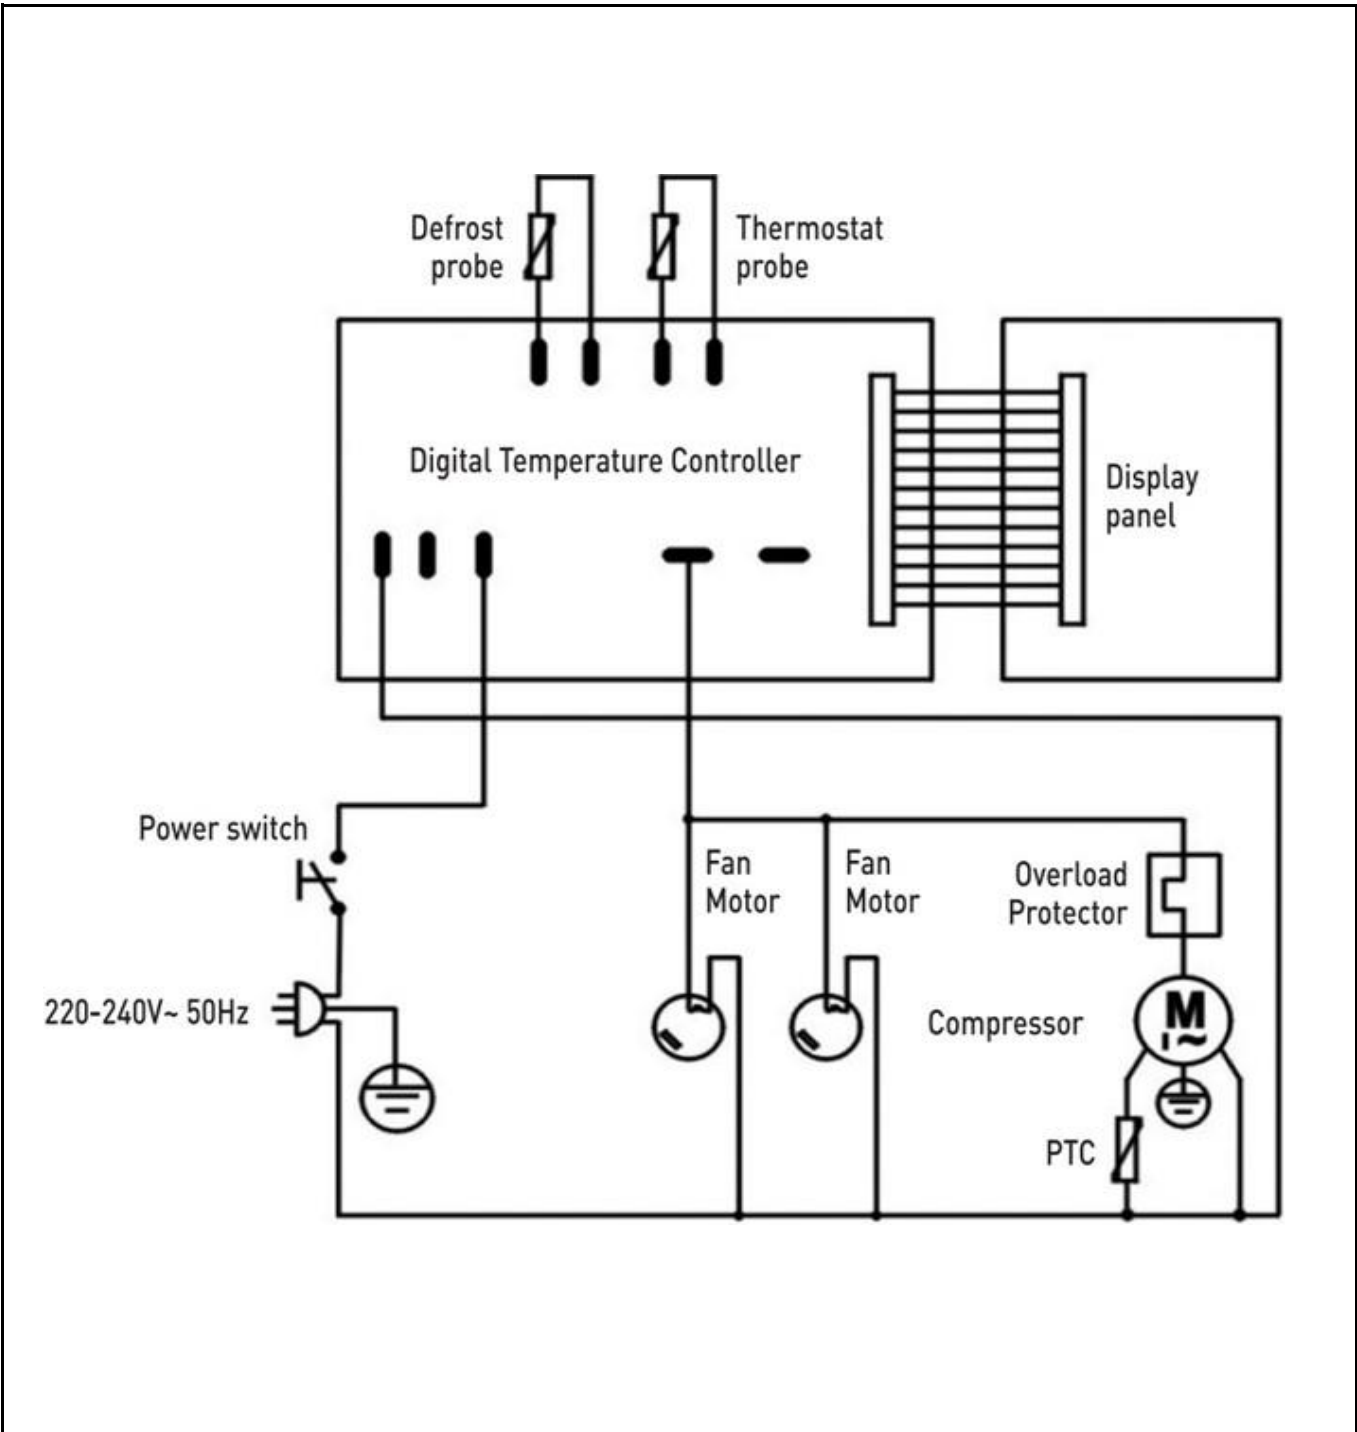 Defrost
probe
Thermostat
probe
Digital Temperature Controller
Display
panel
Power switch
Fan
Motor
Fan
Motor
Overload
Protector
220-240V~ 50Hz
Compressor
M
I~
PTC